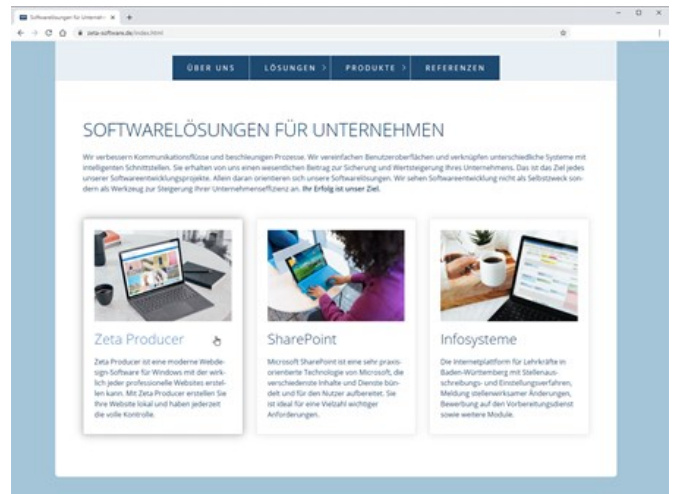 Softwarelösungen für Unterneh
zeta-software.de/index.html
ÜBER UNS
LÖSUNGEN >
PRODUKTE >
REFERENZEN
SOFTWARELÖSUNGEN FÜR UNTERNEHMEN
Wir verbessern Kommunikationsflüsse und beschleunigen Prozesse. Wir vereinfachen Benutzeroberflächen und verknüpfen unterschiedliche Systeme mit
intelligenten Schnittstellen. Sie erhalten von uns einen wesentlichen Beitrag zur Sicherung und Wertsteigerung Ihres Unternehmens. Das ist das Ziel jedes
unserer Softwareentwicklungsprojekte. Allein daran orientieren sich unsere Softwarelösungen. Wir sehen Softwareentwicklung nicht als Selbstzweck son-
dern als Werkzeug zur Steigerung Ihrer Unternehmenseffizienz an. Ihr Erfolg ist unser Ziel.
Zeta Producer
Zeta Producer ist eine moderne Webde-
sign-Software für Windows mit der wirk-
lich jeder professionelle Websites erstel-
len kann. Mit Zeta Producer erstellen Sie
Ihre Website lokal und haben jederzeit
die volle Kontrolle.
SharePoint
Microsoft SharePoint ist eine sehr praxis-
orientierte Technologie von Microsoft, die
verschiedenste Inhalte und Dienste bün-
delt und für den Nutzer aufbereitet. Sie
ist ideal für eine Vielzahl wichtiger
Anforderungen.
Infosysteme
Die Internetplattform für Lehrkräfte in
Baden-Württemberg mit Stellenaus-
schreibungs- und Einstellungsverfahren,
Meldung stellenwirksamer Änderungen,
Bewerbung auf den Vorbereitungsdienst
sowie weitere Module.